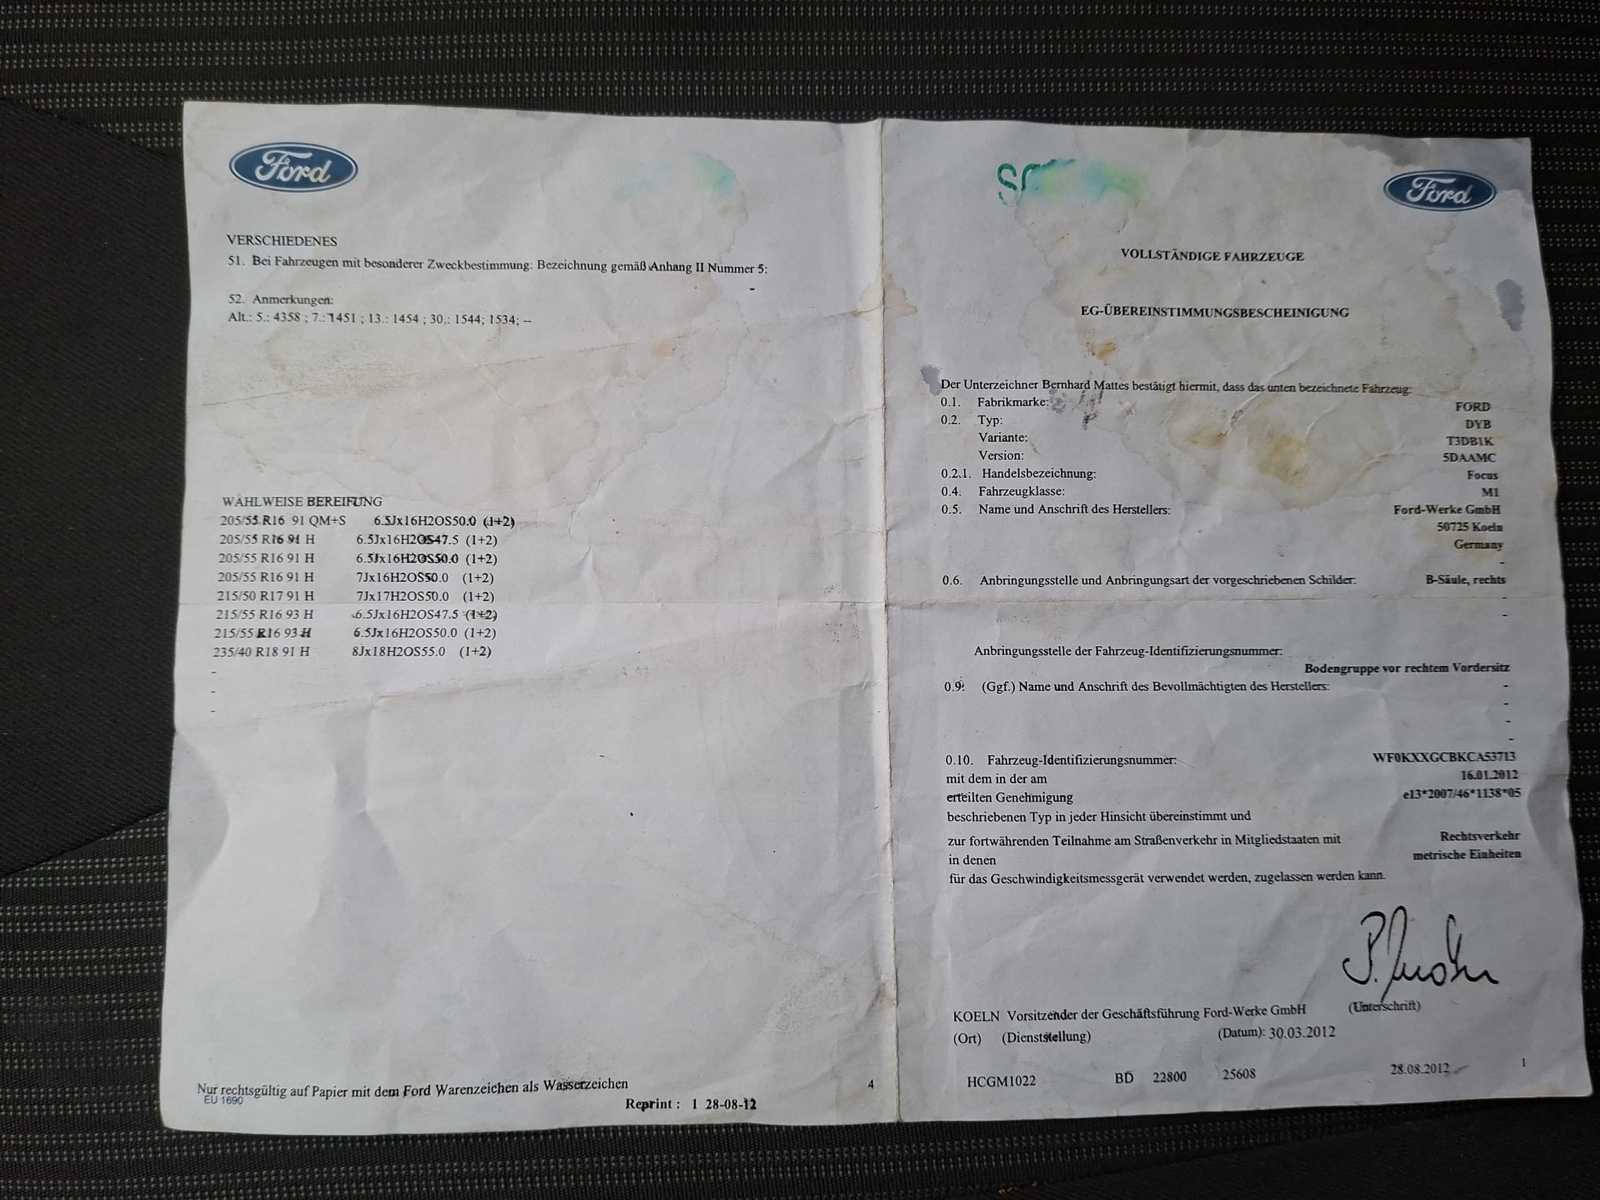 Ford
VERSCHIEDENES
51. Bei Fahrzeugen mit besonderer Zweckbestimmung: Bezeichnung gemäß Anhang II Nummer 5:
-
52. Anmerkungen:
Alt.: 5.: 4358 ; 7.: 1451 ; 13.: 1454 ; 30.: 1544; 1534; --
WAHLWEISE BEREIFUNG
205/55 R16 91 QM+S 6.5Jx16H2OS50.0 (1+2)
205/55 R16 91 H 6.5Jx16H2OS47.5 (1+2)
205/55 R16 91 H 6.5Jx16H2OS50.0 (1+2)
205/55 R16 91 H 7Jx16H2OS50.0 (1+2)
215/50 R17 91 H 7Jx17H2OS50.0 (1+2)
215/55 R16 93 H 6.5Jx16H2OS47.5 (1+2)
215/55 R16 93 H 6.5Jx16H2OS50.0 (1+2)
235/40 R18 91 H 8Jx18H2OS55.0 (1+2)
-
-
-
Nur rechtsgültig auf Papier mit dem Ford Warenzeichen als Wasserzeichen
EU 1690
4
Reprint : 1 28-08-12
Ford
VOLLSTÄNDIGE FAHRZEUGE
EG-ÜBEREINSTIMMUNGSBESCHEINIGUNG
Der Unterzeichner Bernhard Mattes bestätigt hiermit, dass das unten bezeichnete Fahrzeug:
0.1. Fabrikmarke: FORD
0.2. Typ: DYB
Variante: T3DB1K
Version: 5DAAMC
0.2.1. Handelsbezeichnung: Focus
0.4. Fahrzeugklasse: M1
0.5. Name und Anschrift des Herstellers: Ford-Werke GmbH
50725 Koeln
Germany
-
0.6. Anbringungsstelle und Anbringungsart der vorgeschriebenen Schilder: B-Säule, rechts
-
-
Anbringungsstelle der Fahrzeug-Identifizierungsnummer:
Bodengruppe vor rechtem Vordersitz
0.9. (Ggf.) Name und Anschrift des Bevollmächtigten des Herstellers: -
-
-
-
0.10. Fahrzeug-Identifizierungsnummer: WF0KXXGCBKCA53713
mit dem in der am 16.01.2012
erteilten Genehmigung e13*2007/46*1138*05
beschriebenen Typ in jeder Hinsicht übereinstimmt und
zur fortwährenden Teilnahme am Straßenverkehr in Mitgliedstaaten mit Rechtsverkehr
in denen metrische Einheiten
für das Geschwindigkeitsmessgerät verwendet werden, zugelassen werden kann.
KOELN Vorsitzender der Geschäftsführung Ford-Werke GmbH (Unterschrift)
(Ort) (Dienststellung) (Datum): 30.03.2012
HCGM1022 BD 22800 25608 28.08.2012 1